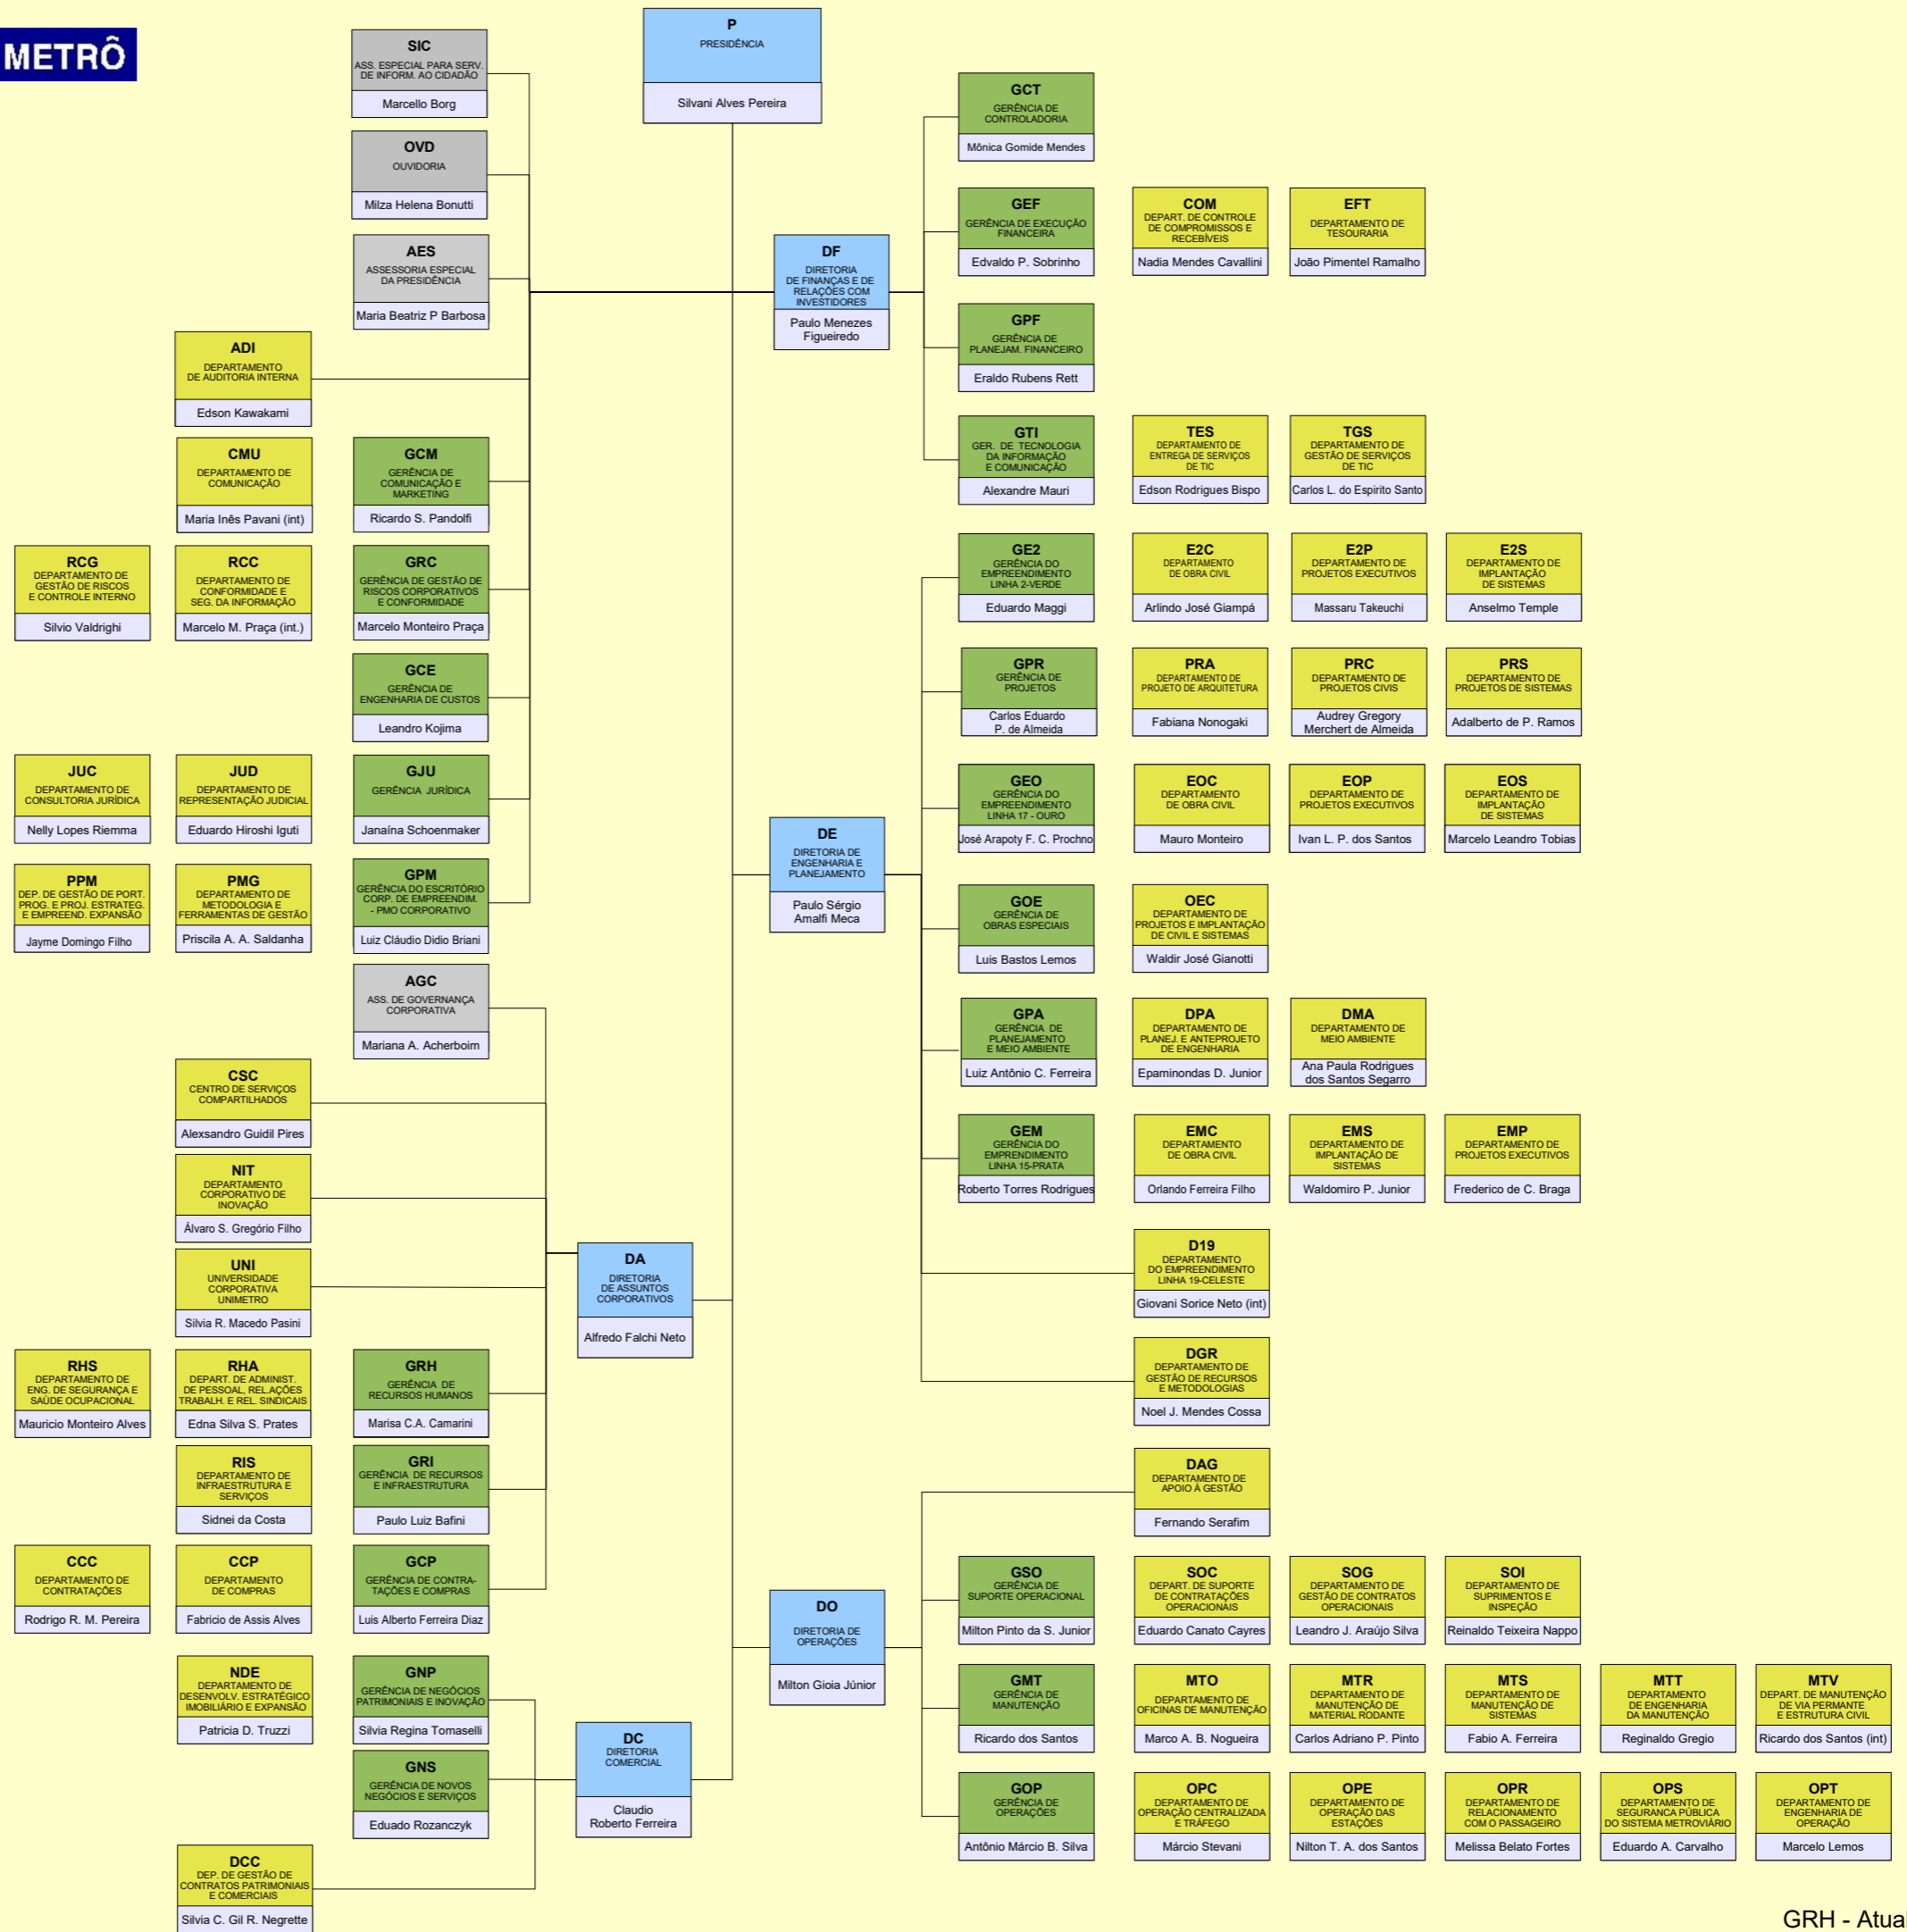 METRÔ
P
PRESIDÊNCIA
Silvani Alves Pereira
SIC
ASS. ESPECIAL PARA SERV.
DE INFORM. AO CIDADÃO
Marcello Borg
OVD
OUVIDORIA
Milza Helena Bonutti
AES
ASSESSORIA ESPECIAL
DA PRESIDÊNCIA
Maria Beatriz P Barbosa
ADI
DEPARTAMENTO
DE AUDITORIA INTERNA
Edson Kawakami
CMU
DEPARTAMENTO DE
COMUNICAÇÃO
Maria Inês Pavani (int)
GCM
GERÊNCIA DE
COMUNICAÇÃO E
MARKETING
Ricardo S. Pandolfi
RCG
DEPARTAMENTO DE
GESTÃO DE RISCOS
E CONTROLE INTERNO
Silvio Valdrighi
RCC
DEPARTAMENTO DE
CONFORMIDADE E
SEG. DA INFORMAÇÃO
Marcelo M. Praça (int.)
GRC
GERÊNCIA DE GESTÃO DE
RISCOS CORPORATIVOS
E CONFORMIDADE
Marcelo Monteiro Praça
GCE
GERÊNCIA DE
ENGENHARIA DE CUSTOS
Leandro Kojima
JUC
DEPARTAMENTO DE
CONSULTORIA JURÍDICA
Nelly Lopes Riemma
JUD
DEPARTAMENTO DE
REPRESENTAÇÃO JUDICIAL
Eduardo Hiroshi Iguti
GJU
GERÊNCIA JURÍDICA
Janaína Schoenmaker
PPM
DEP. DE GESTÃO DE PORT.
PROG. E PROJ. ESTRATEG.
E EMPREEND. EXPANSÃO
Jayme Domingo Filho
PMG
DEPARTAMENTO DE
METODOLOGIA E
FERRAMENTAS DE GESTÃO
Priscila A. A. Saldanha
GPM
GERÊNCIA DO ESCRITÓRIO
CORP. DE EMPREENDIM.
- PMO CORPORATIVO
Luiz Cláudio Didio Briani
AGC
ASS. DE GOVERNANÇA
CORPORATIVA
Mariana A. Acherboim
CSC
CENTRO DE SERVIÇOS
COMPARTILHADOS
Alexsandro Guidil Pires
NIT
DEPARTAMENTO
CORPORATIVO DE
INOVAÇÃO
Álvaro S. Gregório Filho
UNI
UNIVERSIDADE
CORPORATIVA
UNIMETRO
Silvia R. Macedo Pasini
DA
DIRETORIA
DE ASSUNTOS
CORPORATIVOS
Alfredo Falchi Neto
RHS
DEPARTAMENTO DE
ENG. DE SEGURANÇA E
SAÚDE OCUPACIONAL
Mauricio Monteiro Alves
RHA
DEPART. DE ADMINIST.
DE PESSOAL, REL.AÇÕES
TRABALH. E REL. SINDICAIS
Edna Silva S. Prates
GRH
GERÊNCIA DE
RECURSOS HUMANOS
Marisa C.A. Camarini
RIS
DEPARTAMENTO DE
INFRAESTRUTURA E
SERVIÇOS
Sidnei da Costa
GRI
GERÊNCIA DE RECURSOS
E INFRAESTRUTURA
Paulo Luiz Bafini
CCC
DEPARTAMENTO DE
CONTRATAÇÕES
Rodrigo R. M. Pereira
CCP
DEPARTAMENTO
DE COMPRAS
Fabricio de Assis Alves
GCP
GERÊNCIA DE CONTRA-
TAÇÕES E COMPRAS
Luis Alberto Ferreira Diaz
NDE
DEPARTAMENTO DE
DESENVOLV. ESTRATÉGICO
IMOBILIÁRIO E EXPANSÃO
Patricia D. Truzzi
GNP
GERÊNCIA DE NEGÓCIOS
PATRIMONIAIS E INOVAÇÃO
Silvia Regina Tomaselli
GNS
GERÊNCIA DE NOVOS
NEGÓCIOS E SERVIÇOS
Eduado Rozanczyk
DC
DIRETORIA
COMERCIAL
Claudio
Roberto Ferreira
DCC
DEP. DE GESTÃO DE
CONTRATOS PATRIMONIAIS
E COMERCIAIS
Silvia C. Gil R. Negrette
DF
DIRETORIA
DE FINANÇAS E DE
RELAÇÕES COM
INVESTIDORES
Paulo Menezes
Figueiredo
GCT
GERÊNCIA DE
CONTROLADORIA
Mônica Gomide Mendes
GEF
GERÊNCIA DE EXECUÇÃO
FINANCEIRA
Edvaldo P. Sobrinho
COM
DEPART. DE CONTROLE
DE COMPROMISSOS E
RECEBÍVEIS
Nadia Mendes Cavallini
EFT
DEPARTAMENTO DE
TESOURARIA
João Pimentel Ramalho
GPF
GERÊNCIA DE
PLANEJAM. FINANCEIRO
Eraldo Rubens Rett
GTI
GER. DE TECNOLOGIA
DA INFORMAÇÃO
E COMUNICAÇÃO
Alexandre Mauri
TES
DEPARTAMENTO DE
ENTREGA DE SERVIÇOS
DE TIC
Edson Rodrigues Bispo
TGS
DEPARTAMENTO DE
GESTÃO DE SERVIÇOS
DE TIC
Carlos L. do Espirito Santo
DE
DIRETORIA DE
ENGENHARIA E
PLANEJAMENTO
Paulo Sérgio
Amalfi Meca
GE2
GERÊNCIA DO
EMPREENDIMENTO
LINHA 2-VERDE
Eduardo Maggi
E2C
DEPARTAMENTO
DE OBRA CIVIL
Arlindo José Giampá
E2P
DEPARTAMENTO DE
PROJETOS EXECUTIVOS
Massaru Takeuchi
E2S
DEPARTAMENTO DE
IMPLANTAÇÃO
DE SISTEMAS
Anselmo Temple
GPR
GERÊNCIA DE
PROJETOS
Carlos Eduardo
P. de Almeida
PRA
DEPARTAMENTO DE
PROJETO DE ARQUITETURA
Fabiana Nonogaki
PRC
DEPARTAMENTO DE
PROJETOS CIVIS
Audrey Gregory
Merchert de Almeida
PRS
DEPARTAMENTO DE
PROJETOS DE SISTEMAS
Adalberto de P. Ramos
GEO
GERÊNCIA DO
EMPREENDIMENTO
LINHA 17 - OURO
José Arapoty F. C. Prochno
EOC
DEPARTAMENTO
DE OBRA CIVIL
Mauro Monteiro
EOP
DEPARTAMENTO DE
PROJETOS EXECUTIVOS
Ivan L. P. dos Santos
EOS
DEPARTAMENTO DE
IMPLANTAÇÃO
DE SISTEMAS
Marcelo Leandro Tobias
GOE
GERÊNCIA DE
OBRAS ESPECIAIS
Luis Bastos Lemos
OEC
DEPARTAMENTO DE
PROJETOS E IMPLANTAÇÃO
DE CIVIL E SISTEMAS
Waldir José Gianotti
GPA
GERÊNCIA DE
PLANEJAMENTO
E MEIO AMBIENTE
Luiz Antônio C. Ferreira
DPA
DEPARTAMENTO DE
PLANEJ. E ANTEPROJETO
DE ENGENHARIA
Epaminondas D. Junior
DMA
DEPARTAMENTO DE
MEIO AMBIENTE
Ana Paula Rodrigues
dos Santos Segarro
GEM
GERÊNCIA DO
EMPRENDIMENTO
LINHA 15-PRATA
Roberto Torres Rodrigues
EMC
DEPARTAMENTO
DE OBRA CIVIL
Orlando Ferreira Filho
EMS
DEPARTAMENTO DE
IMPLANTAÇÃO DE
SISTEMAS
Waldomiro P. Junior
EMP
DEPARTAMENTO DE
PROJETOS EXECUTIVOS
Frederico de C. Braga
D19
DEPARTAMENTO
DO EMPREENDIMENTO
LINHA 19-CELESTE
Giovani Sorice Neto (int)
DGR
DEPARTAMENTO DE
GESTÃO DE RECURSOS
E METODOLOGIAS
Noel J. Mendes Cossa
DO
DIRETORIA DE
OPERAÇÕES
Milton Gioia Júnior
DAG
DEPARTAMENTO DE
APOIO À GESTÃO
Fernando Serafim
GSO
GERÊNCIA DE
SUPORTE OPERACIONAL
Milton Pinto da S. Junior
SOC
DEPART. DE SUPORTE
DE CONTRATAÇÕES
OPERACIONAIS
Eduardo Canato Cayres
SOG
DEPARTAMENTO DE
GESTÃO DE CONTRATOS
OPERACIONAIS
Leandro J. Araújo Silva
SOI
DEPARTAMENTO DE
SUPRIMENTOS E
INSPEÇÃO
Reinaldo Teixeira Nappo
GMT
GERÊNCIA DE
MANUTENÇÃO
Ricardo dos Santos
MTO
DEPARTAMENTO DE
OFICINAS DE MANUTENÇÃO
Marco A. B. Nogueira
MTR
DEPARTAMENTO DE
MANUTENÇÃO DE
MATERIAL RODANTE
Carlos Adriano P. Pinto
MTS
DEPARTAMENTO DE
MANUTENÇÃO DE
SISTEMAS
Fabio A. Ferreira
MTT
DEPARTAMENTO
DE ENGENHARIA
DA MANUTENÇÃO
Reginaldo Gregio
MTV
DEPART. DE MANUTENÇÃO
DE VIA PERMANTE
E ESTRUTURA CIVIL
Ricardo dos Santos (int)
GOP
GERÊNCIA DE
OPERAÇÕES
Antônio Márcio B. Silva
OPC
DEPARTAMENTO DE
OPERAÇÃO CENTRALIZADA
E TRÁFEGO
Márcio Stevani
OPE
DEPARTAMENTO DE
OPERAÇÃO DAS
ESTAÇÕES
Nilton T. A. dos Santos
OPR
DEPARTAMENTO DE
RELACIONAMENTO
COM O PASSAGEIRO
Melissa Belato Fortes
OPS
DEPARTAMENTO DE
SEGURANCA PÚBLICA
DO SISTEMA METROVIÁRIO
Eduardo A. Carvalho
OPT
DEPARTAMENTO DE
ENGENHARIA DE
OPERAÇÃO
Marcelo Lemos
GRH - Atual